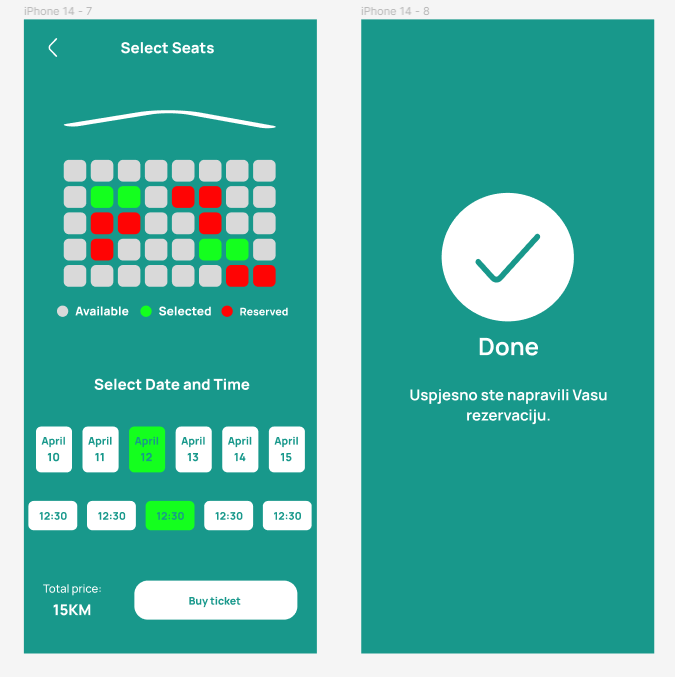 iPhone 14 - 7
Select Seats
Available Selected Reserved
Select Date and Time
April April April April April April
10 11 12 13 14 15
12:30 12:30 12:30 12:30 12:30
Total price:
15KM
Buy ticket
iPhone 14 - 8
Done
Uspjesno ste napravili Vasu
rezervaciju.